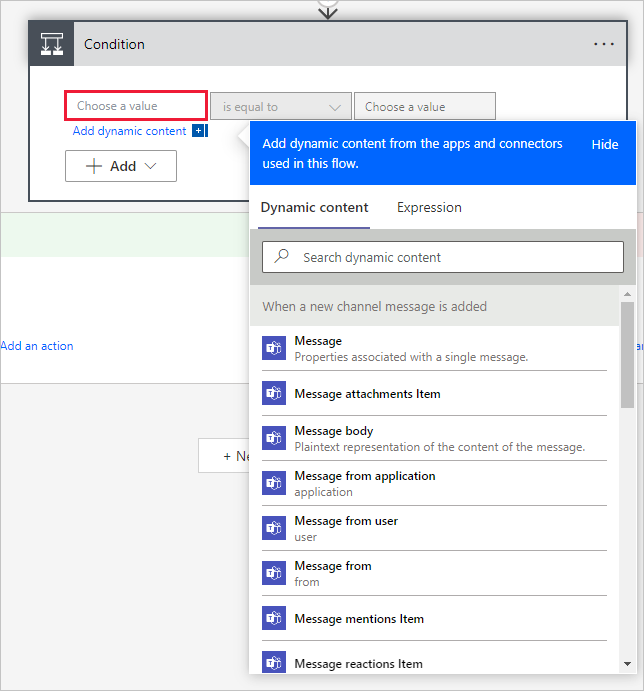 Condition
Choose a value
is equal to
Choose a value
Add dynamic content
Add
Add dynamic content from the apps and connectors
used in this flow.
Hide
Dynamic content
Expression
Search dynamic content
When a new channel message is added
Message
Properties associated with a single message.
Message attachments Item
Message body
Plaintext representation of the content of the message.
Message from application
application
Message from user
user
Message from
from
Message mentions Item
Message reactions Item
Add an action
+ Ne